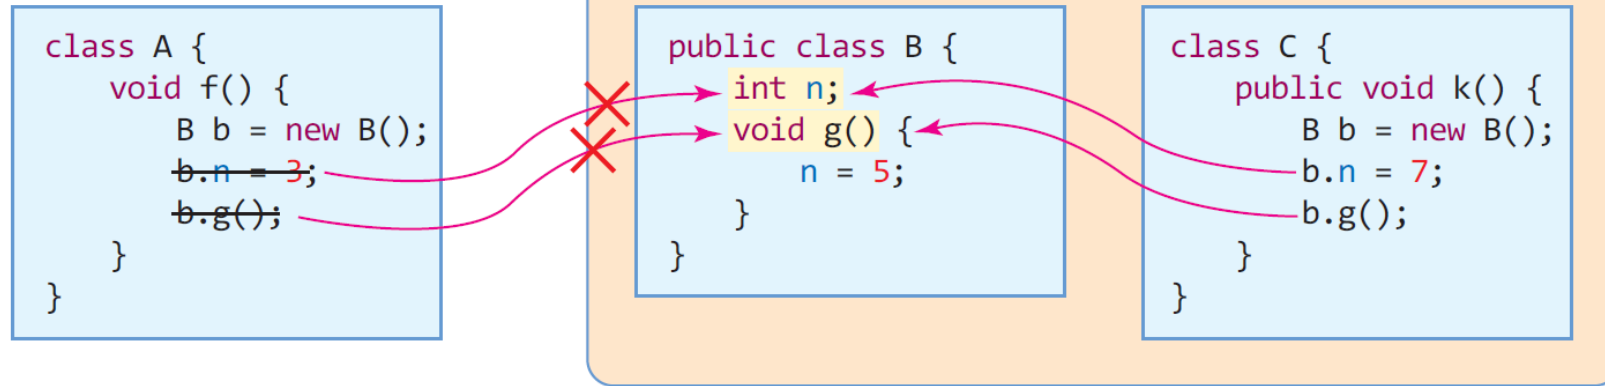 class A {
void f() {
B b = new B();
b.n = 3;
b.g();
}
}
public class B {
int n;
void g() {
n = 5;
}
}
class C {
public void k() {
B b = new B();
b.n = 7;
b.g();
}
}